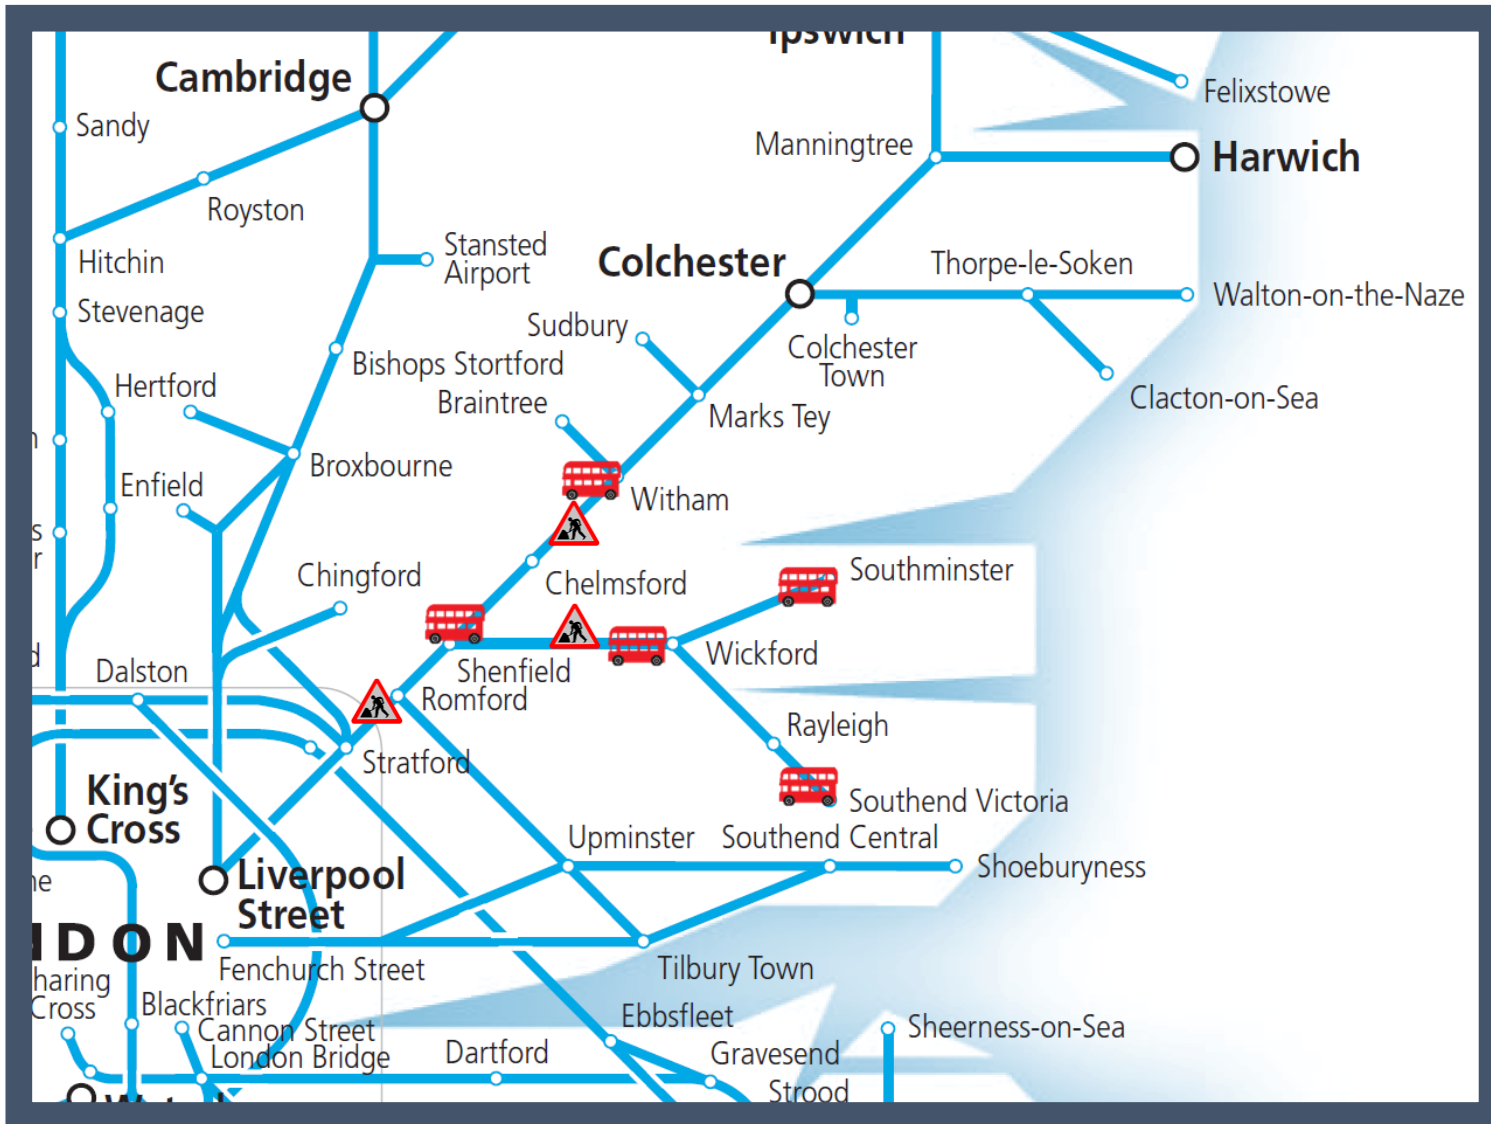 Ipswich
Cambridge
Felixstowe
Sandy
Manningtree
Harwich
Royston
Stansted
Airport
Hitchin
Colchester
Thorpe-le-Soken
Walton-on-the-Naze
Stevenage
Sudbury
Colchester
Town
Bishops Stortford
Hertford
Braintree
Clacton-on-Sea
Marks Tey
Broxbourne
Enfield
Witham
Chingford
Chelmsford
Southminster
Wickford
Dalston
Shenfield
Romford
Rayleigh
Stratford
King's
Cross
Southend Victoria
Upminster
Southend Central
Shoeburyness
Liverpool
Street
NDON
Fenchurch Street
Tilbury Town
haring
Cross
Blackfriars
Cannon Street
London Bridge
Ebbsfleet
Sheerness-on-Sea
Dartford
Gravesend
Strood